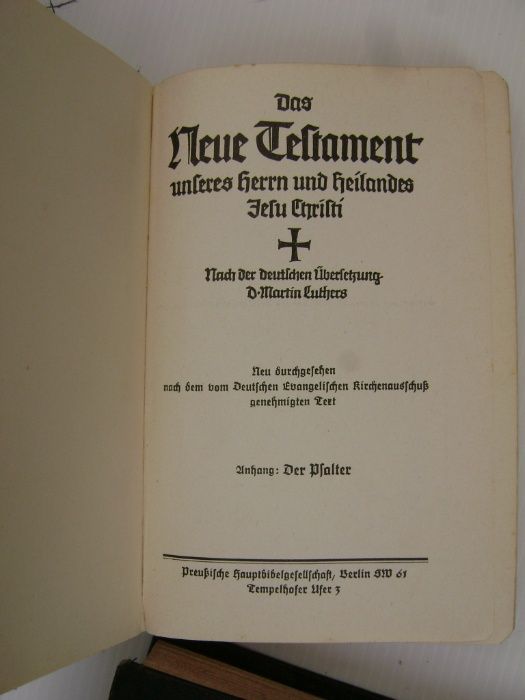 Das
Neue Testament
unseres Herrn und Heilandes
Jesu Christi
Nach der deutschen Übersetzung
D. Martin Luthers
Neu durchgesehen
nach dem vom Deutschen Evangelischen Kirchenausschuß
genehmigten Text
Anhang: Der Psalter
Preußische Hauptbibelgesellschaft, Berlin SW 61
Tempelhofer Ufer 3